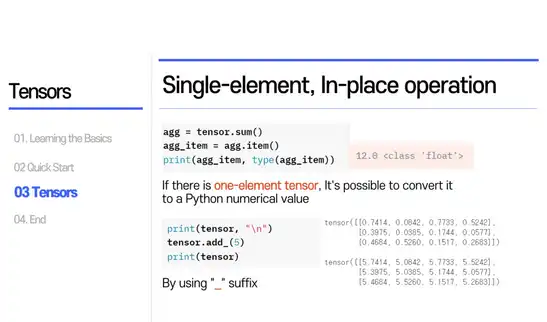 Tensors
01. Learning the Basics
02 Quick Start
03 Tensors
04. End
Single-element, In-place operation
agg = tensor.sum()
agg_item = agg.item()
print(agg_item, type(agg_item))
12.0 <class 'float'>
If there is one-element tensor, It's possible to convert it
to a Python numerical value
print(tensor, "\n")
tensor.add_(5)
print(tensor)
tensor([[0.7414, 0.0842, 0.7733, 0.5242],
[0.3975, 0.0385, 0.1744, 0.0577],
[0.4684, 0.5260, 0.1517, 0.2683]])
tensor([[5.7414, 5.0842, 5.7733, 5.5242],
[5.3975, 5.0385, 5.1744, 5.0577],
[5.4684, 5.5260, 5.1517, 5.2683]])
By using "_" suffix